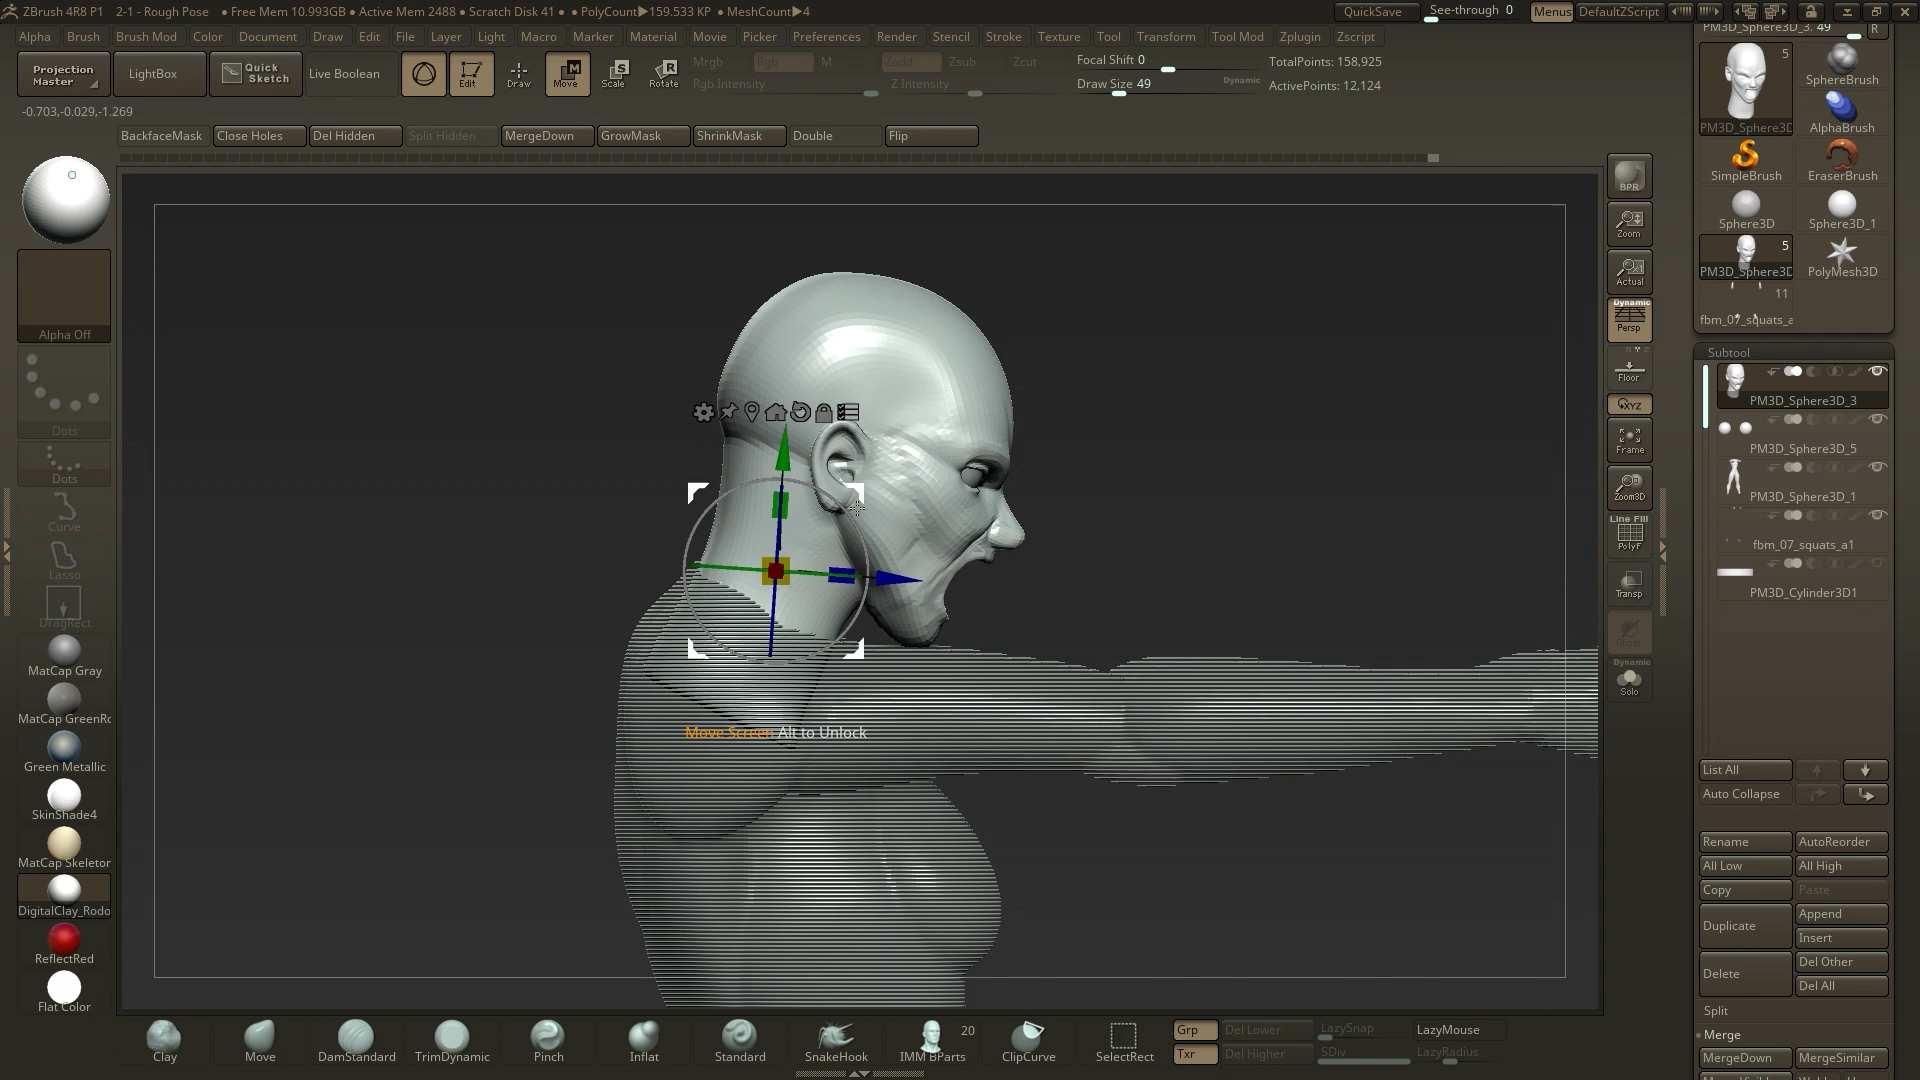 ZBrush 4R8 P1   2-1 - Rough Pose   ● Free Mem 10.993GB ● Active Mem 2488 ● Scratch Disk 41 ●  ● PolyCount▶159.533 KP  ● MeshCount▶4
QuickSave See-through 0 Menus DefaultZScript
Alpha Brush Brush Mod Color Document Draw Edit File Layer Light Macro Marker Material Movie Picker Preferences Render Stencil Stroke Texture Tool Tool Mod Transform Zplugin Zscript
Projection Master
LightBox
Quick Sketch
Live Boolean
Edit
Draw
Move
Scale
Rotate
Mrgb Rgb M
Rgb Intensity
Zadd Zsub Zcut
Z Intensity
Focal Shift 0
Draw Size 49
Dynamic
TotalPoints: 158,925
ActivePoints: 12,124
-0.703,-0.029,-1.269
BackfaceMask Close Holes Del Hidden Split Hidden MergeDown GrowMask ShrinkMask Double Flip
Alpha Off
Dots
Dots
Curve
Lasso
DragRect
MatCap Gray
MatCap GreenRo
Green Metallic
SkinShade4
MatCap Skeletor
DigitalClay_Rodo
ReflectRed
Flat Color
Move Screen Alt to Unlock
BPR
Zoom
Actual
Dynamic
Persp
Floor
XYZ
Frame
Zoom3D
Line Fill
PolyF
Transp
Dynamic
Solo
PM3D_Sphere3D_3. 49 R
5
PM3D_Sphere3D
SphereBrush
AlphaBrush
SimpleBrush
EraserBrush
Sphere3D
Sphere3D_1
5
PM3D_Sphere3D
PolyMesh3D
11
fbm_07_squats_a
Subtool
PM3D_Sphere3D_3
PM3D_Sphere3D_5
PM3D_Sphere3D_1
fbm_07_squats_a1
PM3D_Cylinder3D1
List All
Auto Collapse
Rename AutoReorder
All Low All High
Copy Paste
Duplicate Append
Insert
Delete Del Other
Del All
Split
Merge
MergeDown MergeSimilar
Clay Move DamStandard TrimDynamic Pinch Inflat Standard SnakeHook IMM BParts 20 ClipCurve SelectRect
Grp Del Lower LazySnap LazyMouse
Txr Del Higher SDiv LazyRadius